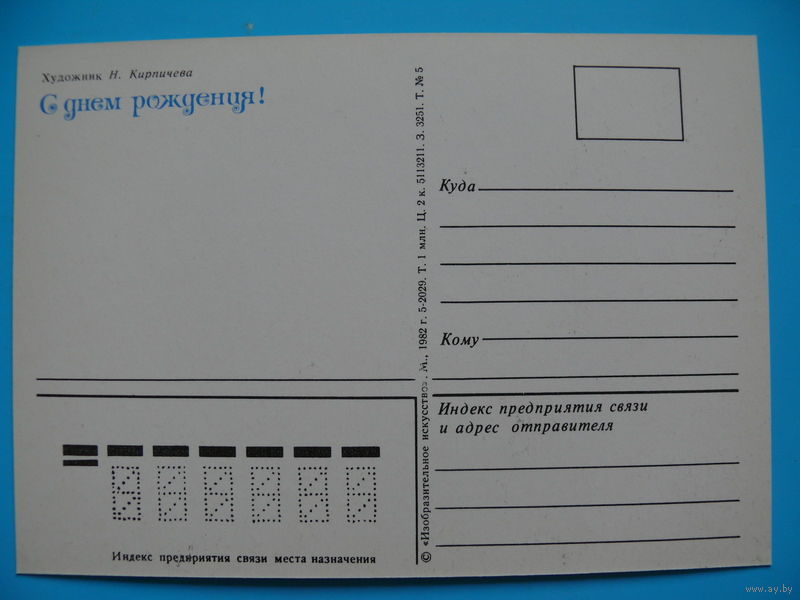 Художник Н. Кирпичева
С днем рождения!
© «Изобразительное искусство». М., 1982 г. 5-2029. Т. 1 млн. Ц. 2 к. 5113211. З. 3251. Т. № 5
Куда
Кому
Индекс предприятия связи
и адрес отправителя
Индекс предприятия связи места назначения
www.ay.by